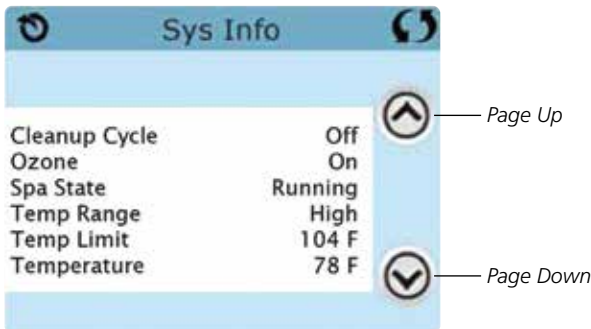 Sys Info
Page Up
Cleanup Cycle Off
Ozone On
Spa State Running
Temp Range High
Temp Limit 104 F
Temperature 78 F
Page Down